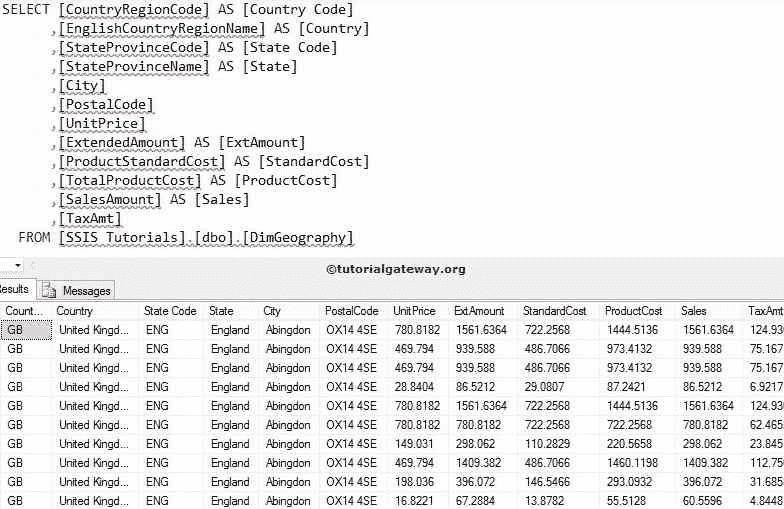 SELECT [CountryRegionCode] AS [Country Code]
,[EnglishCountryRegionName] AS [Country]
,[StateProvinceCode] AS [State Code]
,[StateProvinceName] AS [State]
,[City]
,[PostalCode]
,[UnitPrice]
,[ExtendedAmount] AS [ExtAmount]
,[ProductStandardCost] AS [StandardCost]
,[TotalProductCost] AS [ProductCost]
,[SalesAmount] AS [Sales]
,[TaxAmt]
FROM [SSIS Tutorials].[dbo].[DimGeography]
©tutorialgateway.org
Results Messages
Count... Country State Code State City PostalCode UnitPrice ExtAmount StandardCost ProductCost Sales TaxAmt
GB United Kingd... ENG England Abingdon OX14 4SE 780.8182 1561.6364 722.2568 1444.5136 1561.6364 124.93
GB United Kingd... ENG England Abingdon OX14 4SE 469.794 939.588 486.7066 973.4132 939.588 75.167
GB United Kingd... ENG England Abingdon OX14 4SE 469.794 939.588 486.7066 973.4132 939.588 75.167
GB United Kingd... ENG England Abingdon OX14 4SE 28.8404 86.5212 29.0807 87.2421 86.5212 6.9217
GB United Kingd... ENG England Abingdon OX14 4SE 780.8182 1561.6364 722.2568 1444.5136 1561.6364 124.93
GB United Kingd... ENG England Abingdon OX14 4SE 780.8182 780.8182 722.2568 722.2568 780.8182 62.465
GB United Kingd... ENG England Abingdon OX14 4SE 149.031 298.062 110.2829 220.5658 298.062 23.845
GB United Kingd... ENG England Abingdon OX14 4SE 469.794 1409.382 486.7066 1460.1198 1409.382 112.75
GB United Kingd... ENG England Abingdon OX14 4SE 198.036 396.072 146.5466 293.0932 396.072 31.685
GB United Kingd... ENG England Abingdon OX14 4SE 16.8221 67.2884 13.8782 55.5128 60.5596 4.8448